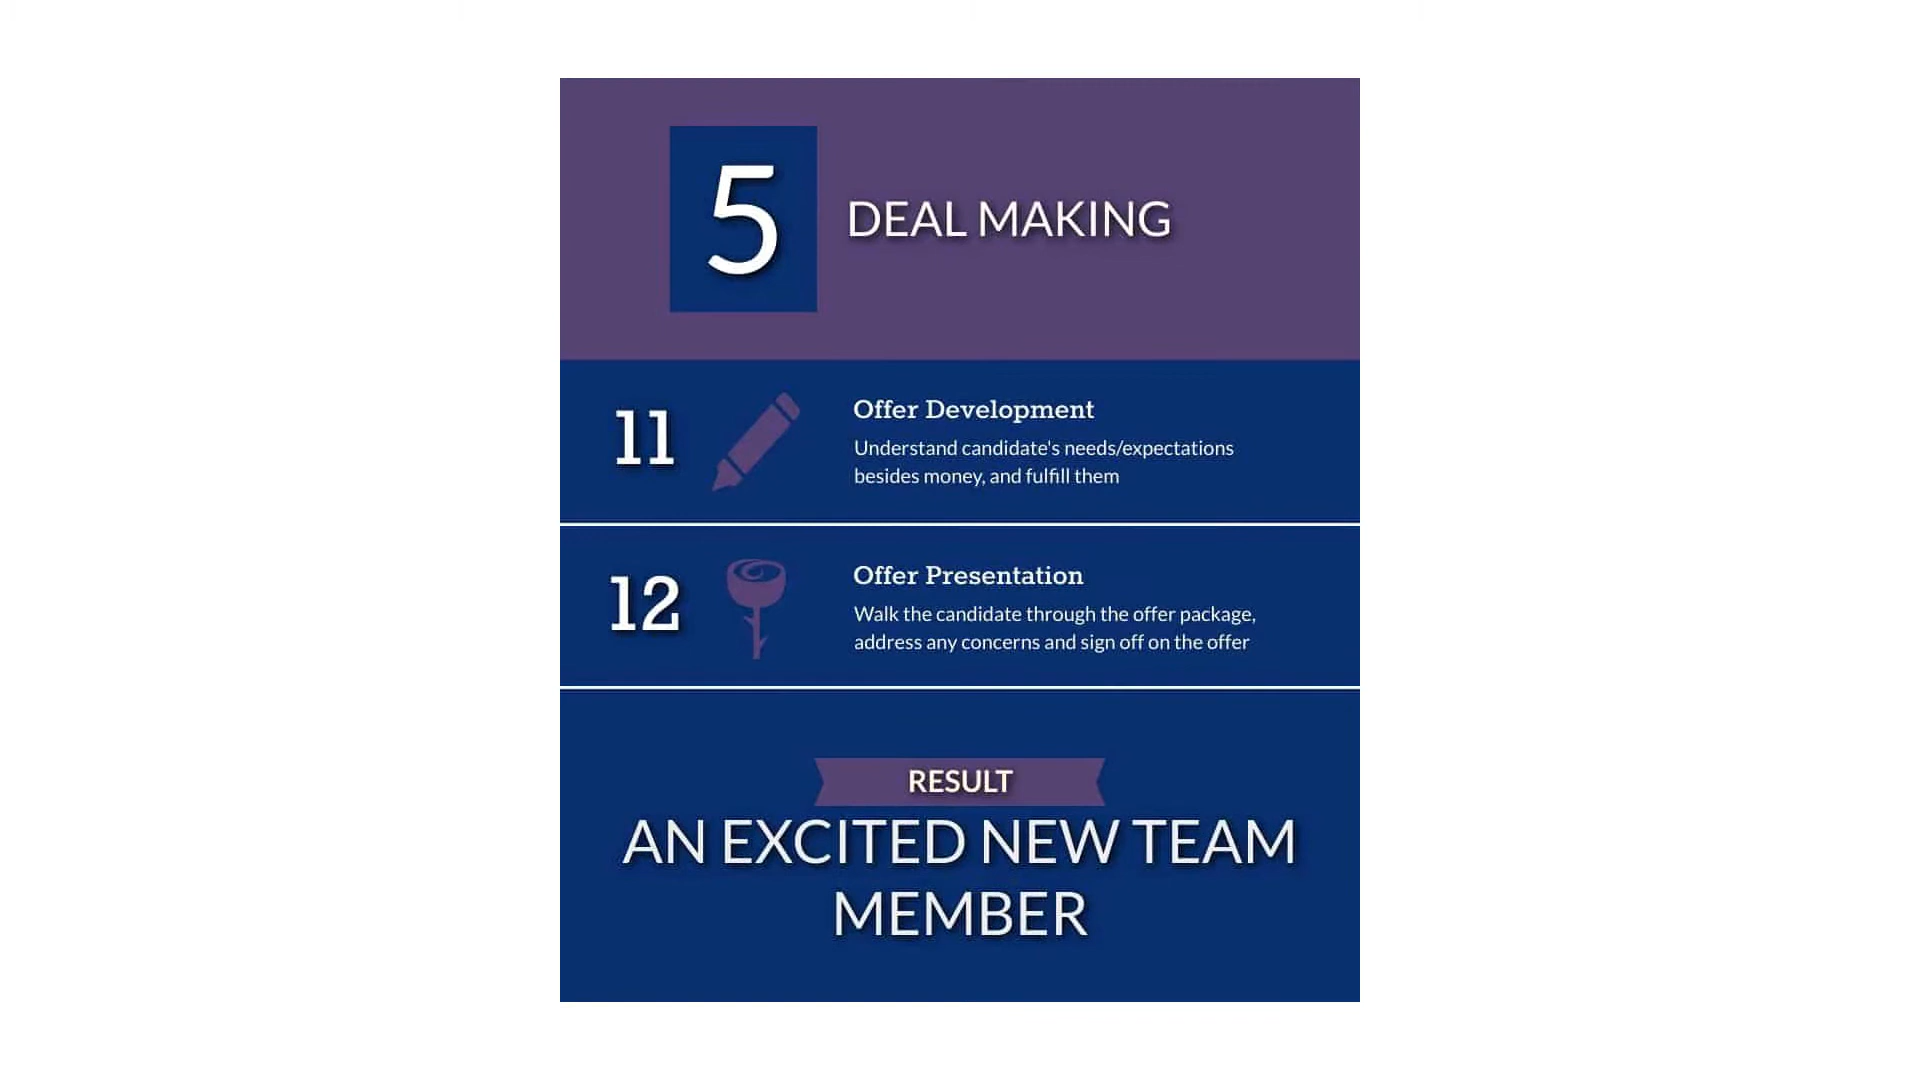 5
DEAL MAKING
11
Offer Development
Understand candidate's needs/expectations
besides money, and fulfill them
12
Offer Presentation
Walk the candidate through the offer package,
address any concerns and sign off on the offer
RESULT
AN EXCITED NEW TEAM
MEMBER